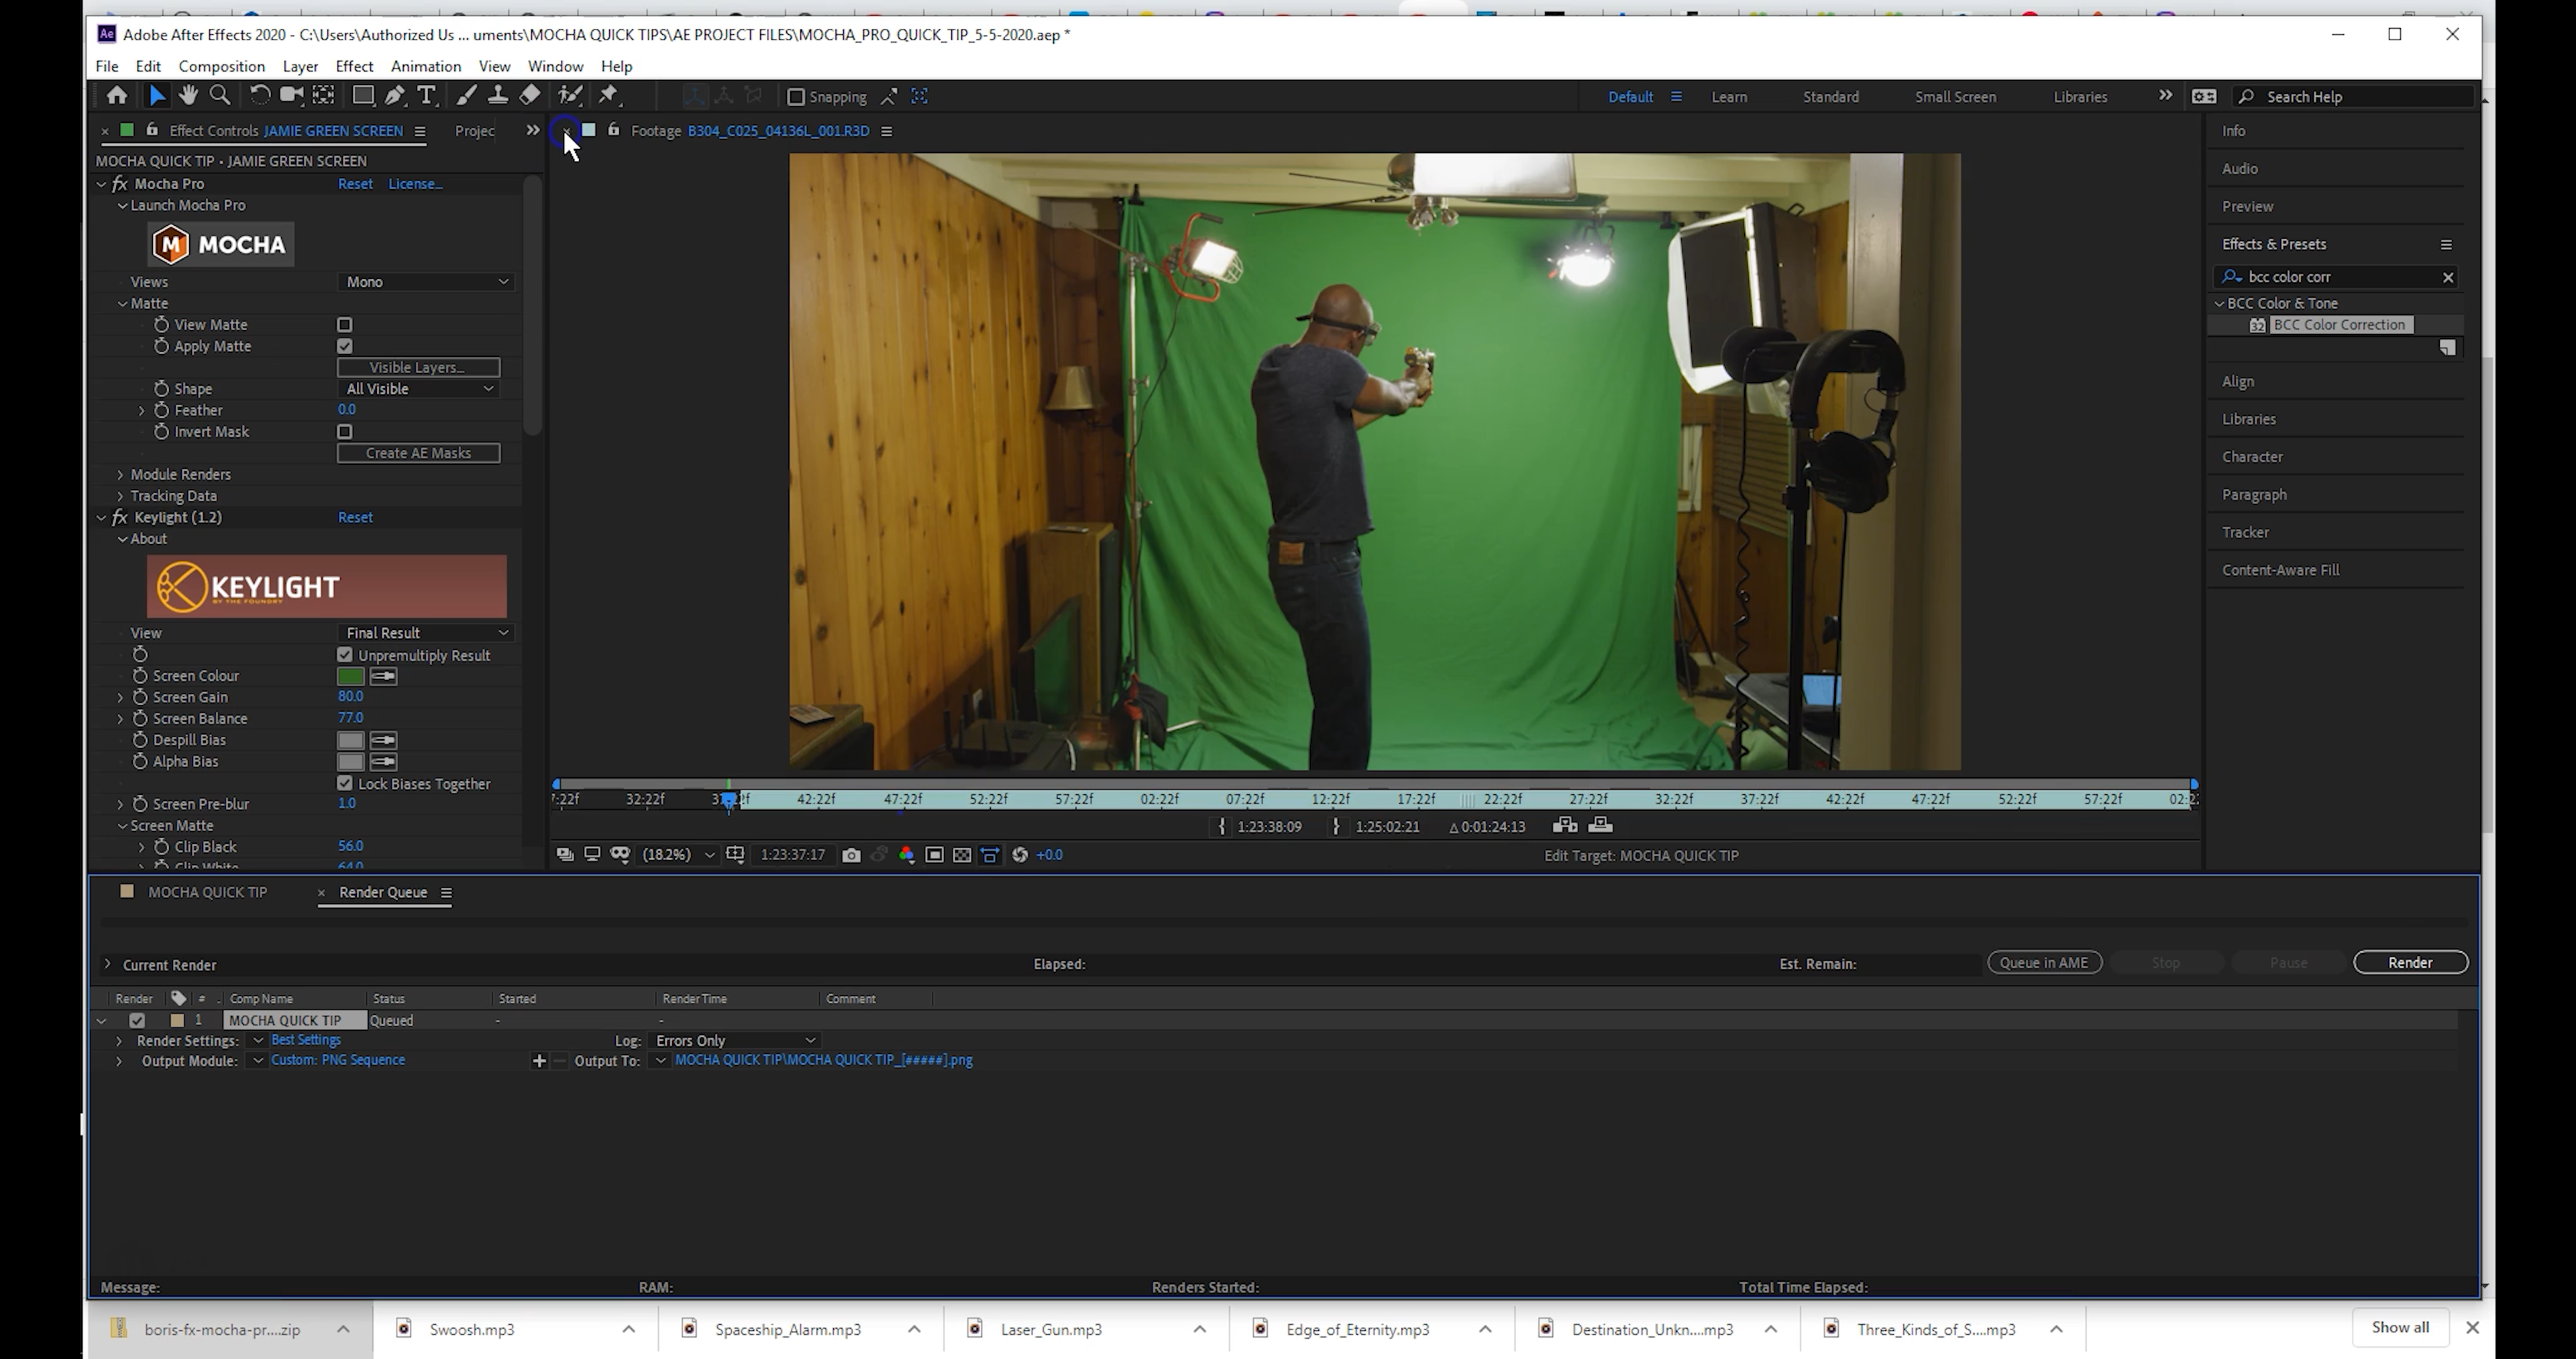 Adobe After Effects 2020 - C:\Users\Authorized Us ... uments\MOCHA QUICK TIPS\AE PROJECT FILES\MOCHA_PRO_QUICK_TIP_5-5-2020.aep *
File Edit Composition Layer Effect Animation View Window Help
Snapping Default Learn Standard Small Screen Libraries Search Help
Effect Controls JAMIE GREEN SCREEN Projec
Footage B304_C025_04136L_001.R3D
MOCHA QUICK TIP • JAMIE GREEN SCREEN
fx Mocha Pro Reset License...
Launch Mocha Pro
M MOCHA
Views Mono
Matte
View Matte
Apply Matte
Visible Layers...
Shape All Visible
Feather 0.0
Invert Mask
Create AE Masks
Module Renders
Tracking Data
fx Keylight (1.2) Reset
About
KEYLIGHT
BY THE FOUNDRY
View Final Result
Unpremultiply Result
Screen Colour
Screen Gain 80.0
Screen Balance 77.0
Despill Bias
Alpha Bias
Lock Biases Together
Screen Pre-blur 1.0
Screen Matte
Clip Black 56.0
Clip White 64.0
Info
Audio
Preview
Effects & Presets
bcc color corr
BCC Color & Tone
32 BCC Color Correction
Align
Libraries
Character
Paragraph
Tracker
Content-Aware Fill
7:22f 32:22f 42:22f 47:22f 52:22f 57:22f 02:22f 07:22f 12:22f 17:22f 22:22f 27:22f 32:22f 37:22f 42:22f 47:22f 52:22f 57:22f 02:2
1:23:38:09 1:25:02:21 Δ 0:01:24:13
(18.2%) 1:23:37:17 +0.0 Edit Target: MOCHA QUICK TIP
MOCHA QUICK TIP Render Queue
Current Render Elapsed: Est. Remain: Queue in AME Stop Pause Render
Render # . Comp Name Status Started Render Time Comment
1 MOCHA QUICK TIP Queued - -
Render Settings: Best Settings Log: Errors Only
Output Module: Custom: PNG Sequence Output To: MOCHA QUICK TIP\MOCHA QUICK TIP_[#####].png
Message: RAM: Renders Started: Total Time Elapsed:
boris-fx-mocha-pr....zip Swoosh.mp3 Spaceship_Alarm.mp3 Laser_Gun.mp3 Edge_of_Eternity.mp3 Destination_Unkn....mp3 Three_Kinds_of_S....mp3 Show all